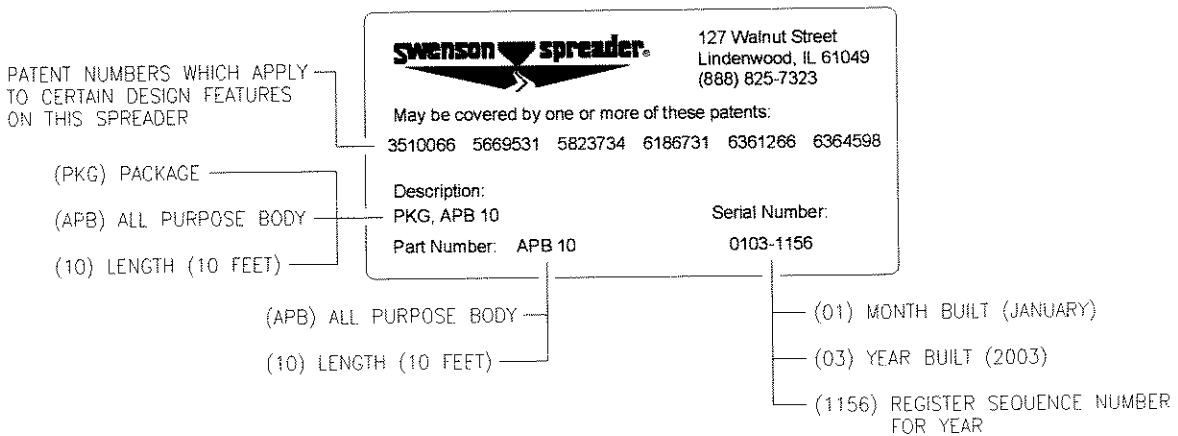 swenson spreader®
127 Walnut Street
Lindenwood, IL 61049
(888) 825-7323
May be covered by one or more of these patents:
3510066 5669531 5823734 6186731 6361266 6364598
Description:
PKG, APB 10
Part Number: APB 10
Serial Number:
0103-1156
PATENT NUMBERS WHICH APPLY
TO CERTAIN DESIGN FEATURES
ON THIS SPREADER
(PKG) PACKAGE
(APB) ALL PURPOSE BODY
(10) LENGTH (10 FEET)
(APB) ALL PURPOSE BODY
(10) LENGTH (10 FEET)
(01) MONTH BUILT (JANUARY)
(03) YEAR BUILT (2003)
(1156) REGISTER SEQUENCE NUMBER
FOR YEAR